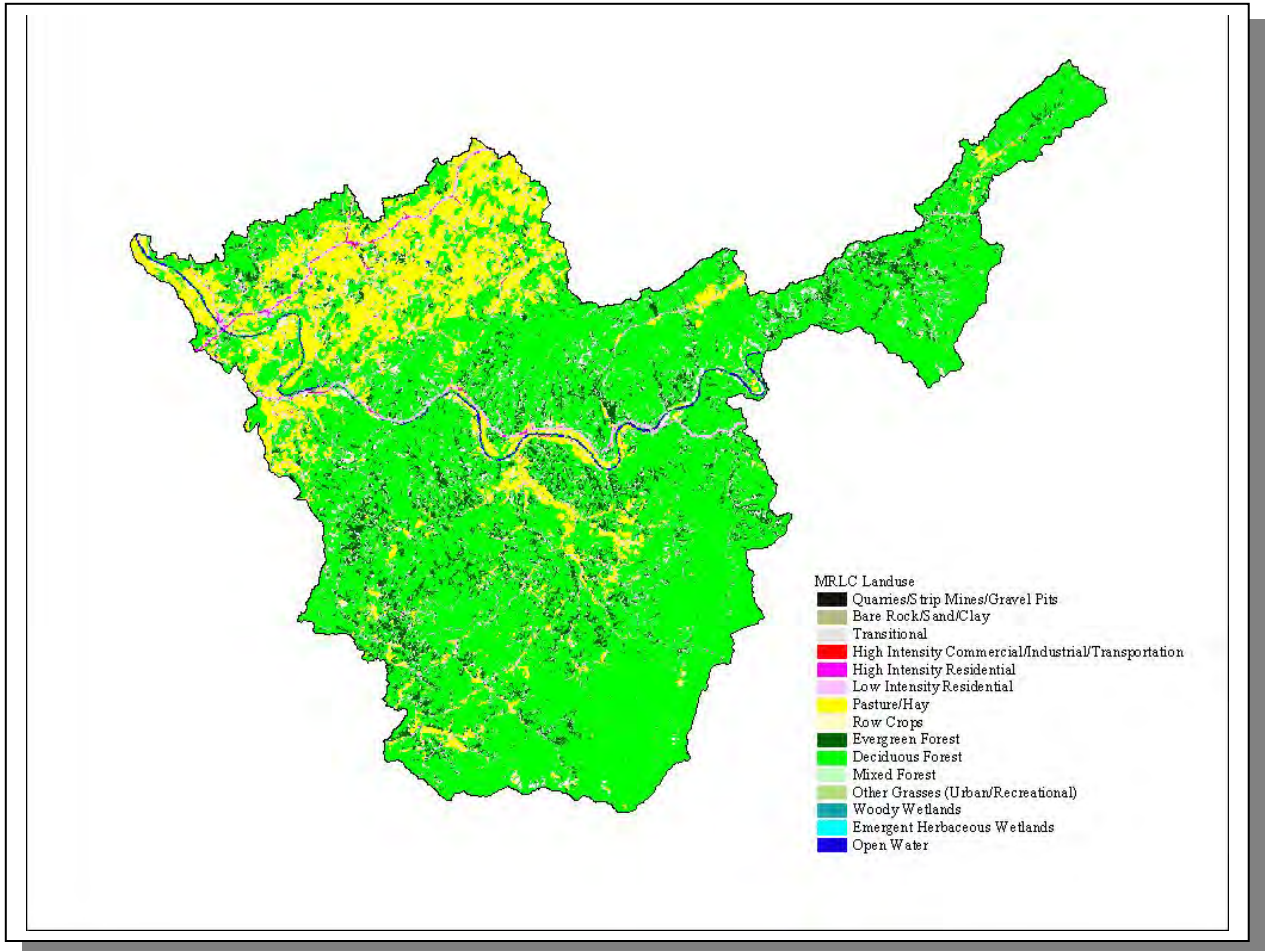 MRLC Landuse
Quarries/Strip Mines/Gravel Pits
Bare Rock/Sand/Clay
Transitional
High Intensity Commercial/Industrial/Transportation
High Intensity Residential
Low Intensity Residential
Pasture/Hay
Row Crops
Evergreen Forest
Deciduous Forest
Mixed Forest
Other Grasses (Urban/Recreational)
Woody Wetlands
Emergent Herbaceous Wetlands
Open Water